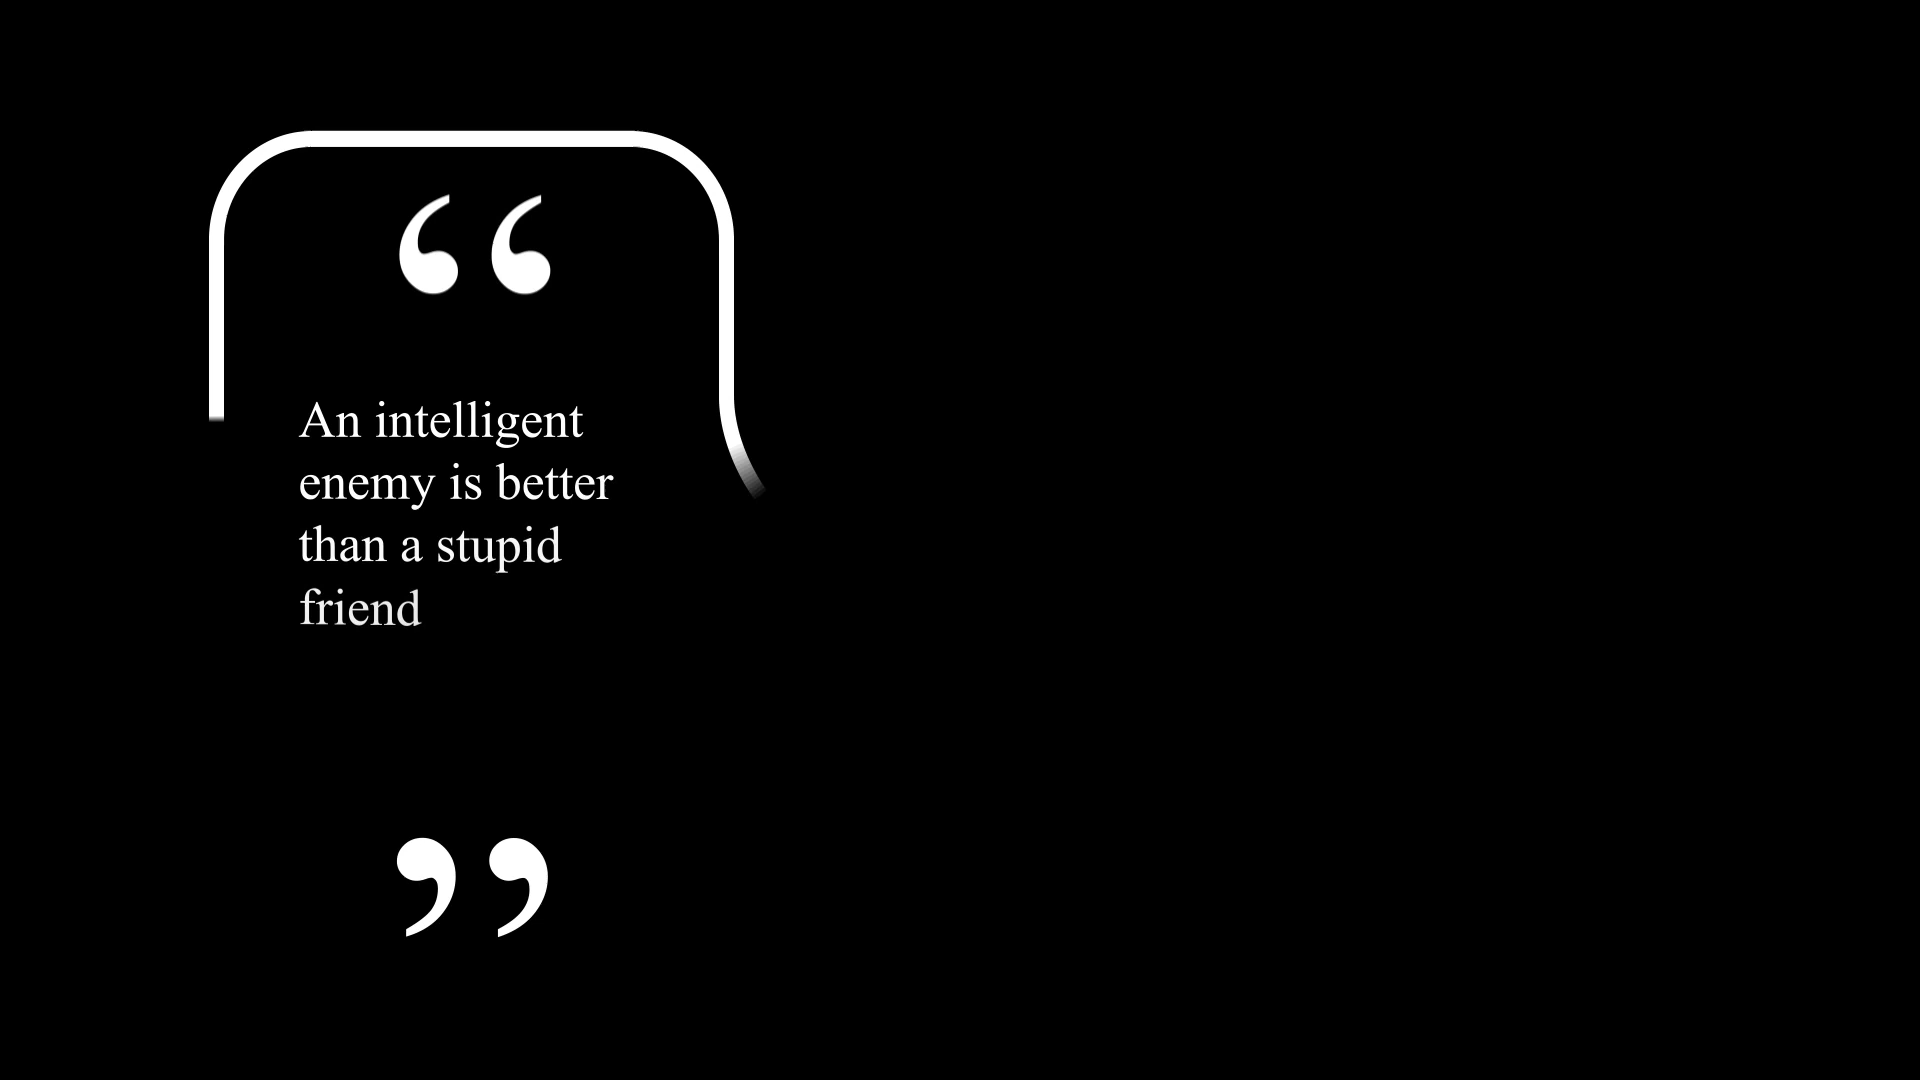 “
An intelligent
enemy is better
than a stupid
friend
”